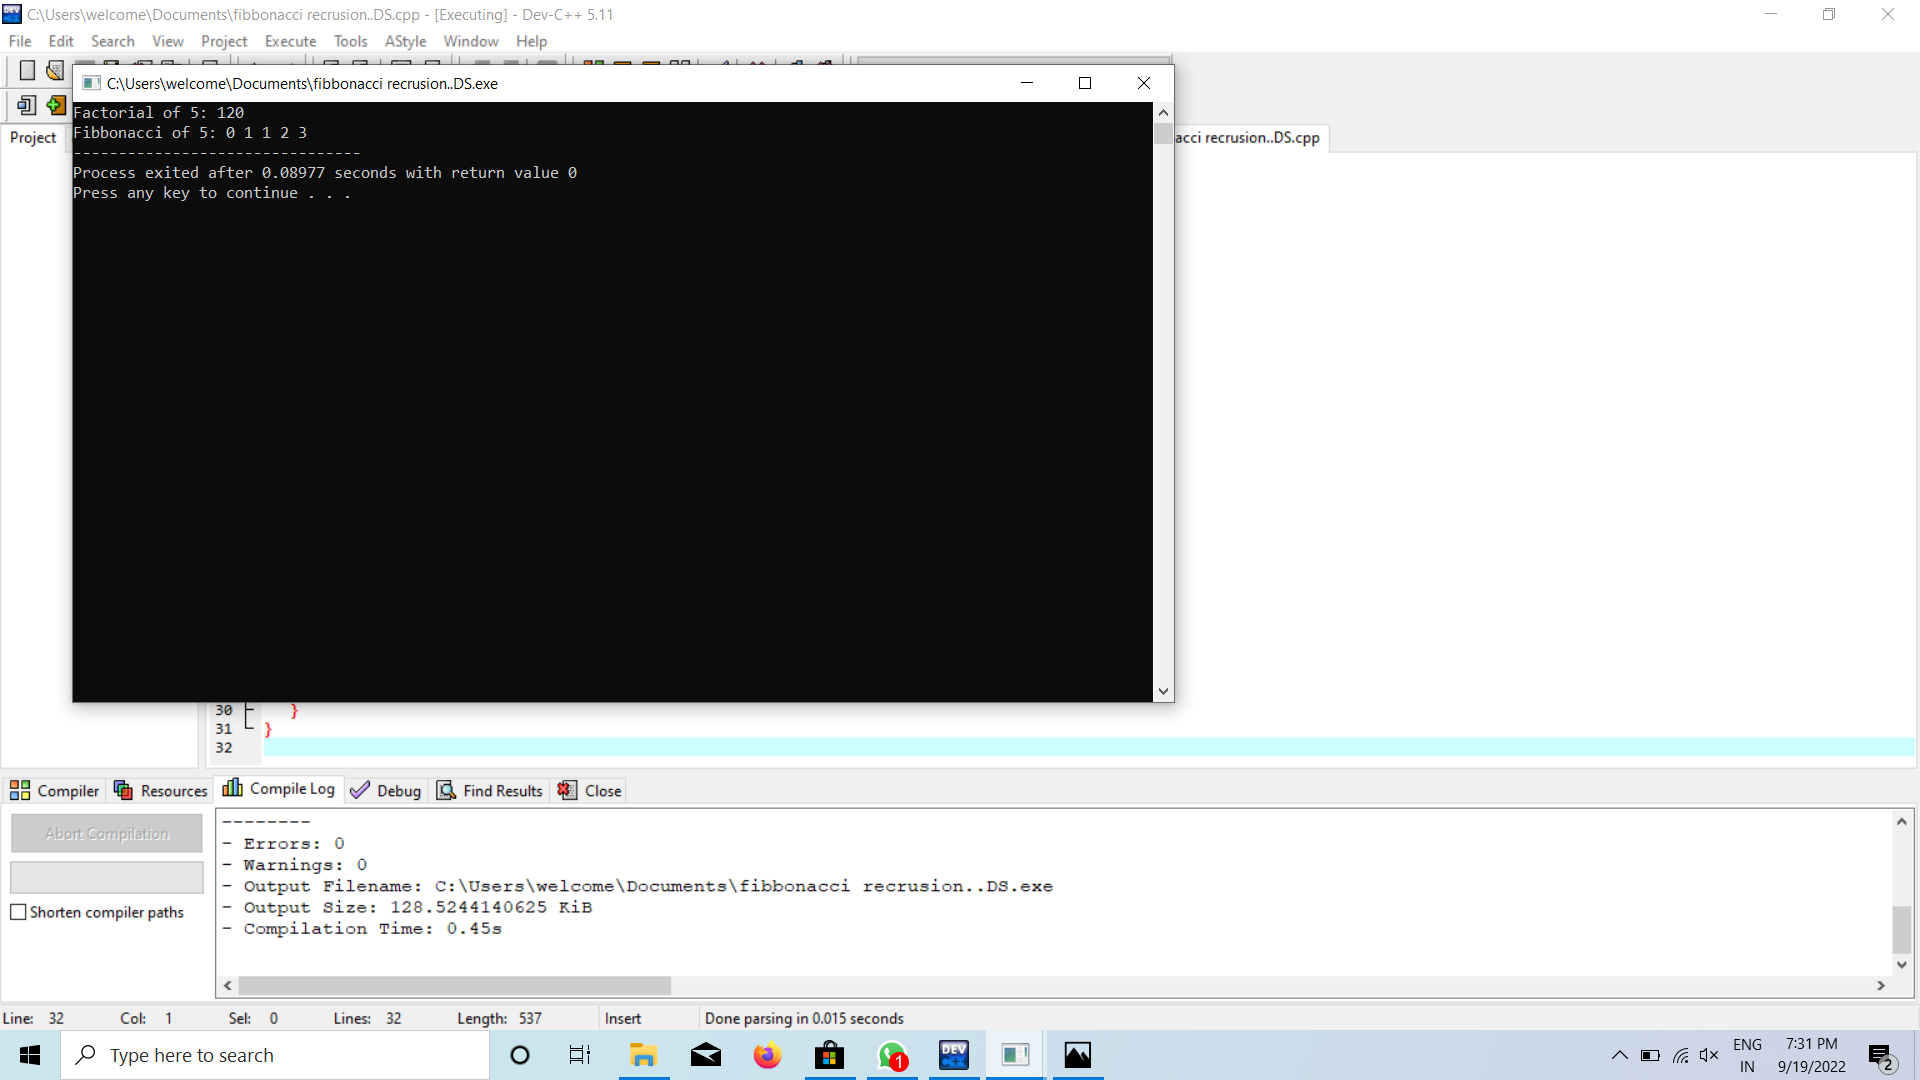 C:\Users\welcome\Documents\fibbonacci recrusion..DS.cpp - [Executing] - Dev-C++ 5.11
File Edit Search View Project Execute Tools AStyle Window Help
C:\Users\welcome\Documents\fibbonacci recrusion..DS.exe
Project
acci recrusion..DS.cpp
Factorial of 5: 120
Fibbonacci of 5: 0 1 1 2 3
--------------------------------
Process exited after 0.08977 seconds with return value 0
Press any key to continue . . .
30 }
31 }
32
Compiler Resources Compile Log Debug Find Results Close
Abort Compilation
Shorten compiler paths
--------
- Errors: 0
- Warnings: 0
- Output Filename: C:\Users\welcome\Documents\fibbonacci recrusion..DS.exe
- Output Size: 128.5244140625 KiB
- Compilation Time: 0.45s
Line: 32 Col: 1 Sel: 0 Lines: 32 Length: 537 Insert Done parsing in 0.015 seconds
Type here to search
DEV C++
1
ENG
IN
7:31 PM
9/19/2022
2